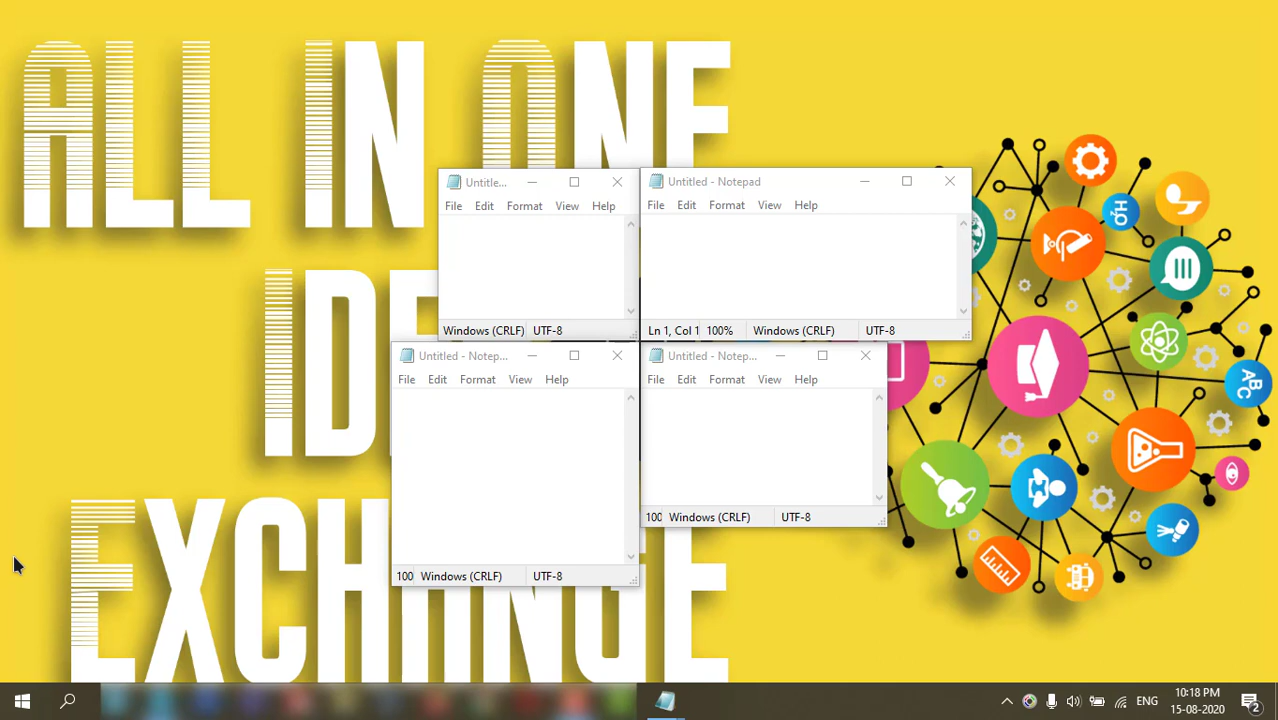 ALL IN ONE
IDE
EXCHANGE
Untitle...
File Edit Format View Help
Windows (CRLF) UTF-8
Untitled - Notepad
File Edit Format View Help
Ln 1, Col 1 100% Windows (CRLF) UTF-8
Untitled - Notep...
File Edit Format View Help
100 Windows (CRLF) UTF-8
Untitled - Notep...
File Edit Format View Help
100 Windows (CRLF) UTF-8
H2O
ABC
ENG
10:18 PM
15-08-2020
2